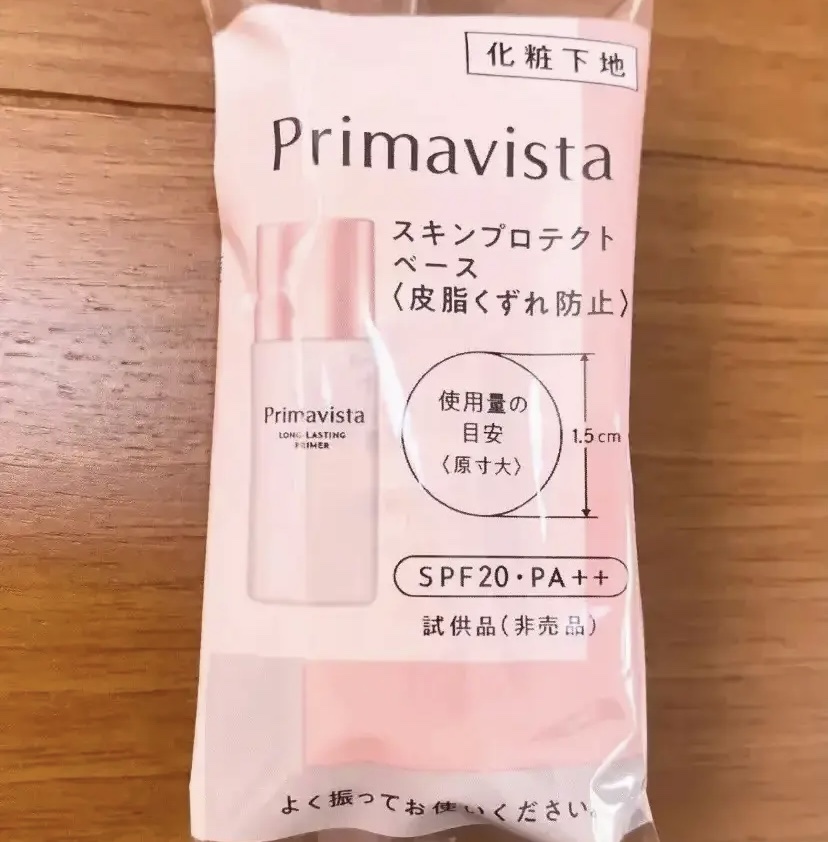 化粧下地
Primavista
スキンプロテクト
ベース
〈皮脂くずれ防止〉
Primavista
LONG-LASTING
PRIMER
使用量の
目安
〈原寸大〉
1.5cm
SPF20・PA++
試供品(非売品)
よく振ってお使いください。